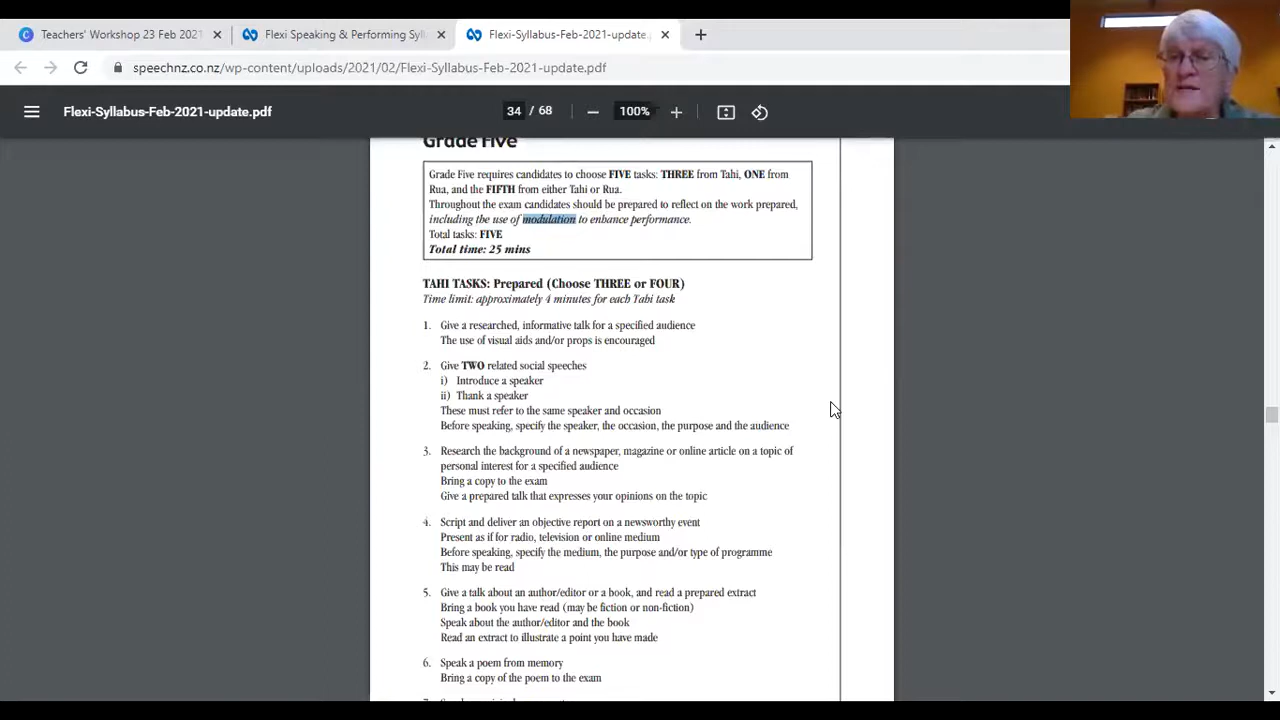 Teachers' Workshop 23 Feb 2021
Flexi Speaking & Performing Syll
Flexi-Syllabus-Feb-2021-update.
speechnz.co.nz/wp-content/uploads/2021/02/Flexi-Syllabus-Feb-2021-update.pdf
Flexi-Syllabus-Feb-2021-update.pdf
34 / 68
100%
Grade Five
Grade Five requires candidates to choose FIVE tasks: THREE from Tahi, ONE from
Rua, and the FIFTH from either Tahi or Rua.
Throughout the exam candidates should be prepared to reflect on the work prepared,
including the use of modulation to enhance performance.
Total tasks: FIVE
Total time: 25 mins
TAHI TASKS: Prepared (Choose THREE or FOUR)
Time limit: approximately 4 minutes for each Tahi task
1. Give a researched, informative talk for a specified audience
The use of visual aids and/or props is encouraged
2. Give TWO related social speeches
i) Introduce a speaker
ii) Thank a speaker
These must refer to the same speaker and occasion
Before speaking, specify the speaker, the occasion, the purpose and the audience
3. Research the background of a newspaper, magazine or online article on a topic of
personal interest for a specified audience
Bring a copy to the exam
Give a prepared talk that expresses your opinions on the topic
4. Script and deliver an objective report on a newsworthy event
Present as if for radio, television or online medium
Before speaking, specify the medium, the purpose and/or type of programme
This may be read
5. Give a talk about an author/editor or a book, and read a prepared extract
Bring a book you have read (may be fiction or non-fiction)
Speak about the author/editor and the book
Read an extract to illustrate a point you have made
6. Speak a poem from memory
Bring a copy of the poem to the exam